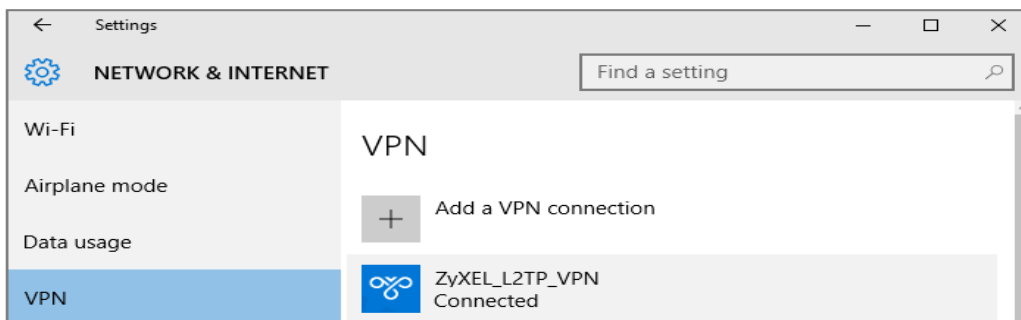 Settings
NETWORK & INTERNET
Find a setting
Wi-Fi
Airplane mode
Data usage
VPN
VPN
Add a VPN connection
ZyXEL_L2TP_VPN
Connected